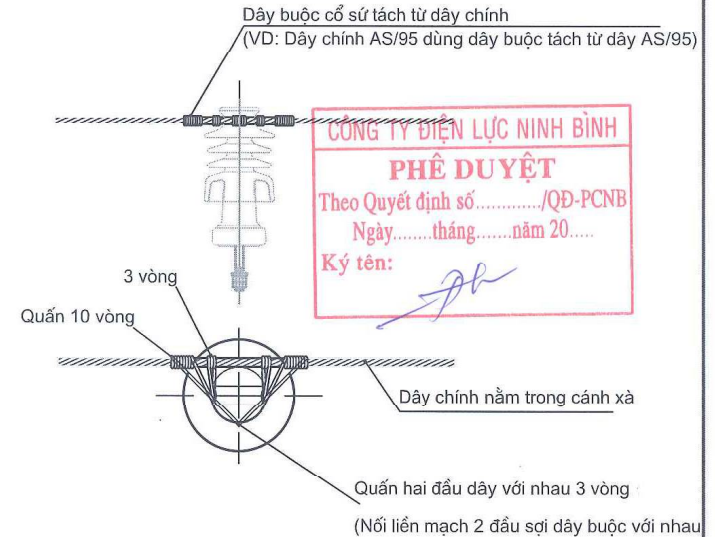 Dây buộc cổ sứ tách từ dây chính
(VD: Dây chính AS/95 dùng dây buộc tách từ dây AS/95)
CÔNG TY ĐIỆN LỰC NINH BÌNH
PHÊ DUYỆT
Theo Quyết định số............./QĐ-PCNB
Ngày........tháng.......năm 20.....
Ký tên:
3 vòng
Quấn 10 vòng
Dây chính nằm trong cánh xà
Quấn hai đầu dây với nhau 3 vòng
(Nối liền mạch 2 đầu sợi dây buộc với nhau